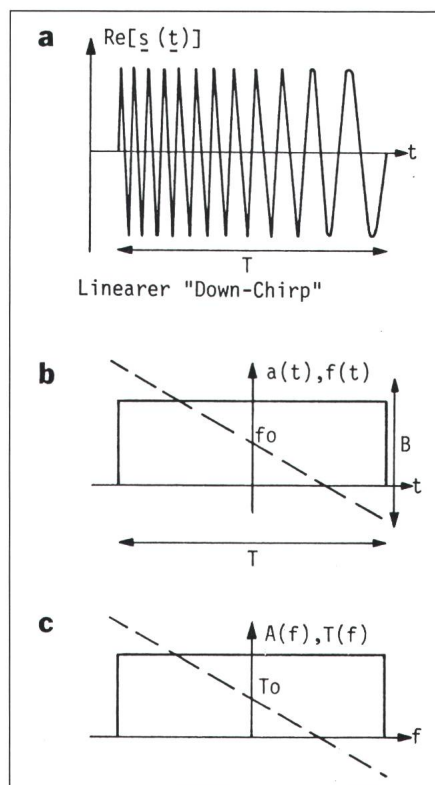 a
Re[s (t)]
t
T
Linearer "Down-Chirp"
b
a(t),f(t)
fo
B
t
T
c
A(f),T(f)
To
f